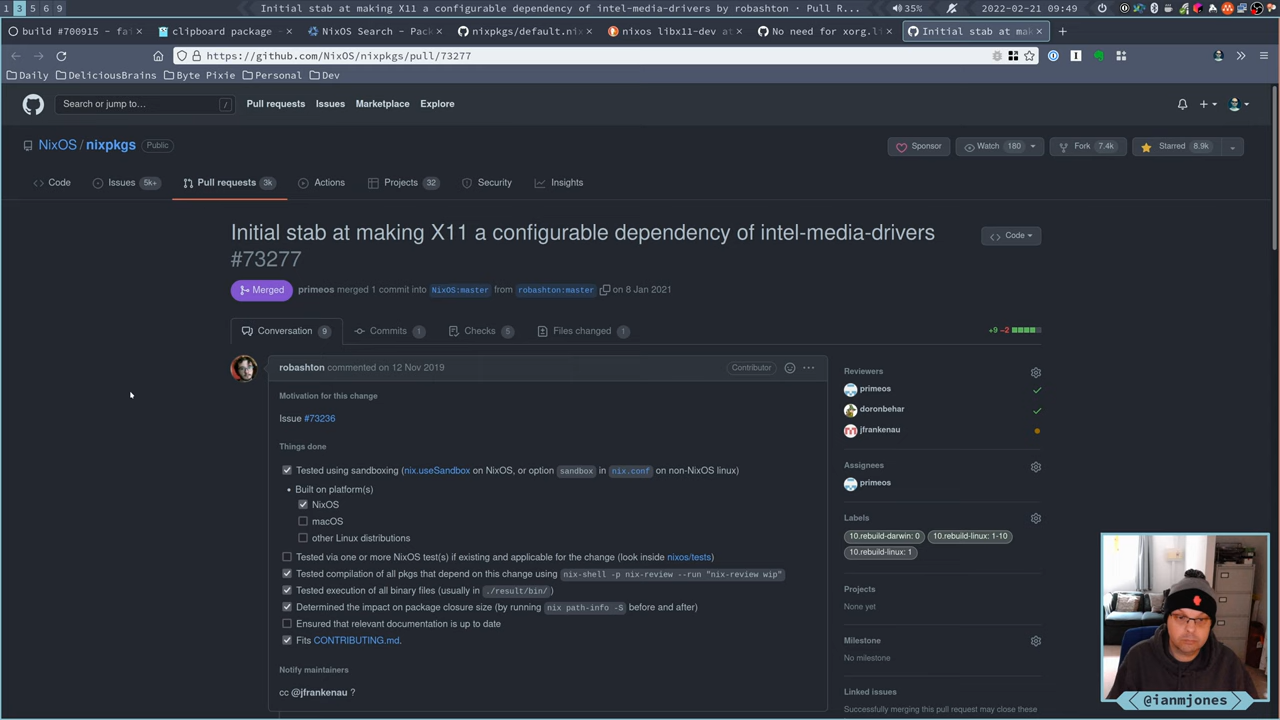 1 3 5 6 9
Initial stab at making X11 a configurable dependency of intel-media-drivers by robashton · Pull R...
35%
2022-02-21 @ 09:49
build #700915 – fa
clipboard package
NixOS Search - Pack
nixpkgs/default.nix
nixos libx11-dev at
No need for xorg.li
Initial stab at mak
https://github.com/NixOS/nixpkgs/pull/73277
Daily
DeliciousBrains
Byte Pixie
Personal
Dev
Search or jump to…
/
Pull requests
Issues
Marketplace
Explore
NixOS / nixpkgs
Public
Sponsor
Watch 180
Fork 7.4k
Starred 8.9k
Code
Issues 5k+
Pull requests 3k
Actions
Projects 32
Security
Insights
Initial stab at making X11 a configurable dependency of intel-media-drivers
#73277
Code
Merged
primeos merged 1 commit into NixOS:master from robashton:master on 8 Jan 2021
Conversation 9
Commits 1
Checks 5
Files changed 1
+9 −2
robashton commented on 12 Nov 2019
Contributor
Motivation for this change
Issue #73236
Things done
Tested using sandboxing (nix.useSandbox on NixOS, or option sandbox in nix.conf on non-NixOS linux)
Built on platform(s)
NixOS
macOS
other Linux distributions
Tested via one or more NixOS test(s) if existing and applicable for the change (look inside nixos/tests)
Tested compilation of all pkgs that depend on this change using nix-shell -p nix-review --run "nix-review wip"
Tested execution of all binary files (usually in ./result/bin/)
Determined the impact on package closure size (by running nix path-info -S before and after)
Ensured that relevant documentation is up to date
Fits CONTRIBUTING.md.
Notify maintainers
cc @jfrankenau ?
Reviewers
primeos
doronbehar
jfrankenau
Assignees
primeos
Labels
10.rebuild-darwin: 0
10.rebuild-linux: 1-10
10.rebuild-linux: 1
Projects
None yet
Milestone
No milestone
Linked issues
Successfully merging this pull request may close these
@ianmjones